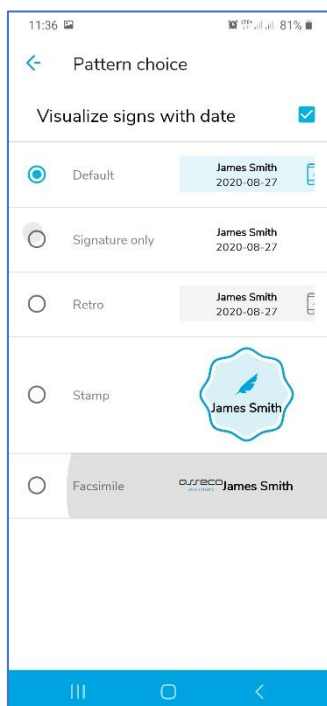 11:36 81%
Pattern choice
Visualize signs with date
Default
James Smith
2020-08-27
Signature only
James Smith
2020-08-27
Retro
James Smith
2020-08-27
Stamp
James Smith
Facsimile
asseco James Smith